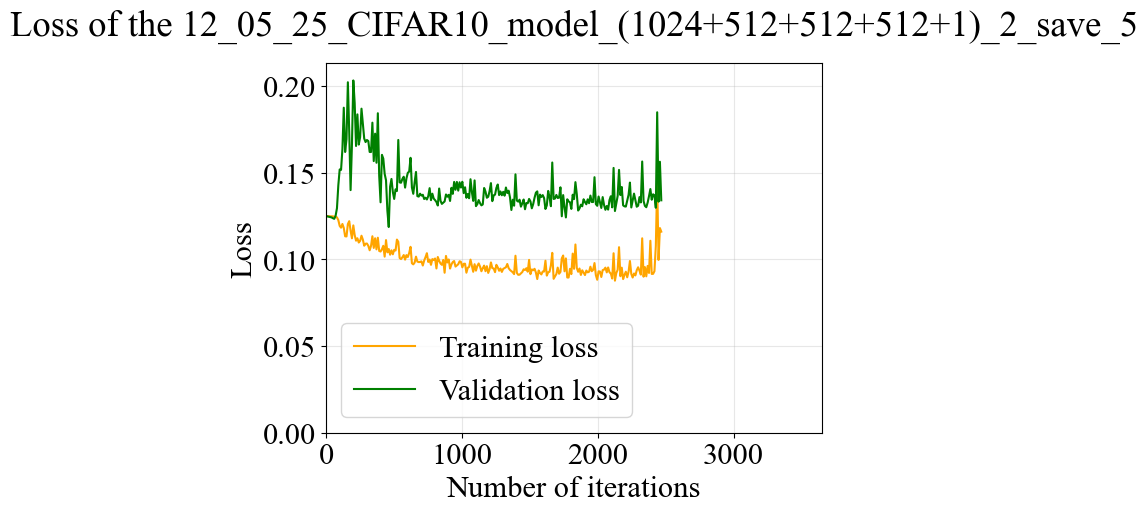 Loss of the 12_05_25_CIFAR10_model_(1024+512+512+512+1)_2_save_5
0.20
0.15
0.10
0.05
0.00
Loss
Training loss
Validation loss
0 1000 2000 3000
Number of iterations